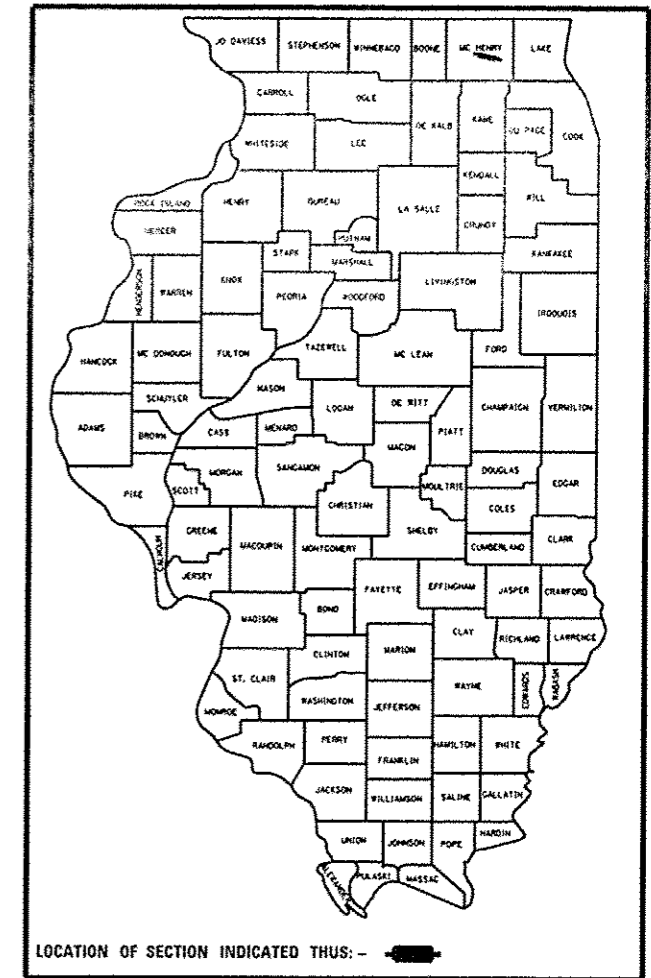 JO DAVIESS STEPHENSON WINNEBAGO BOONE MC HENRY LAKE
CARROLL OGLE DE KALB KANE DU PAGE COOK
WHITESIDE LEE
KENDALL
ROCK ISLAND HENRY BUREAU LA SALLE GRUNDY WILL
MERCER PUTNAM KANKAKEE
STARK MARSHALL
HENDERSON WARREN KNOX PEORIA WOODFORD LIVINGSTON IROQUOIS
HANCOCK MC DONOUGH FULTON TAZEWELL MC LEAN FORD
SCHUYLER MASON LOGAN DE WITT CHAMPAIGN VERMILION
ADAMS BROWN CASS MENARD MACON PIATT
PIKE SCOTT MORGAN SANGAMON CHRISTIAN MOULTRIE DOUGLAS EDGAR
COLES
CALHOUN GREENE MACOUPIN MONTGOMERY SHELBY CUMBERLAND CLARK
JERSEY FAYETTE EFFINGHAM JASPER CRAWFORD
MADISON BOND
CLINTON MARION CLAY RICHLAND LAWRENCE
ST. CLAIR WAYNE EDWARDS WABASH
MONROE WASHINGTON JEFFERSON
RANDOLPH PERRY HAMILTON WHITE
FRANKLIN
JACKSON WILLIAMSON SALINE GALLATIN
UNION JOHNSON POPE HARDIN
ALEXANDER PULASKI MASSAC
LOCATION OF SECTION INDICATED THUS: -